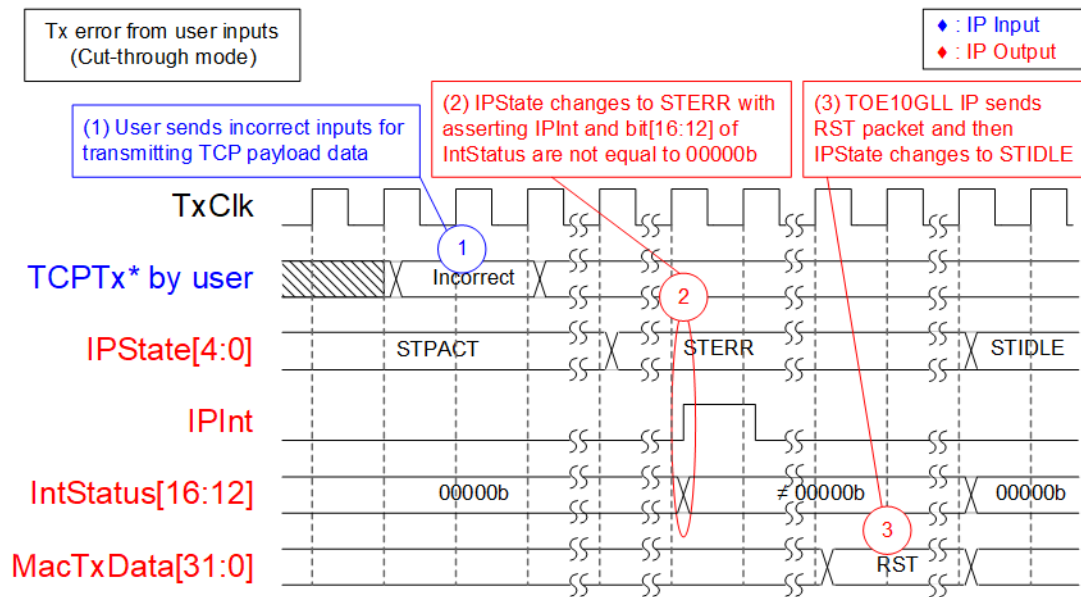 Tx error from user inputs
(Cut-through mode)
♦ : IP Input
♦ : IP Output
(1) User sends incorrect inputs for
transmitting TCP payload data
(2) IPState changes to STERR with
asserting IPInt and bit[16:12] of
IntStatus are not equal to 00000b
(3) TOE10GLL IP sends
RST packet and then
IPState changes to STIDLE
TxClk
1
TCPTx* by user
Incorrect
2
IPState[4:0]
STPACT
STERR
STIDLE
IPInt
IntStatus[16:12]
00000b
≠ 00000b
00000b
3
MacTxData[31:0]
RST